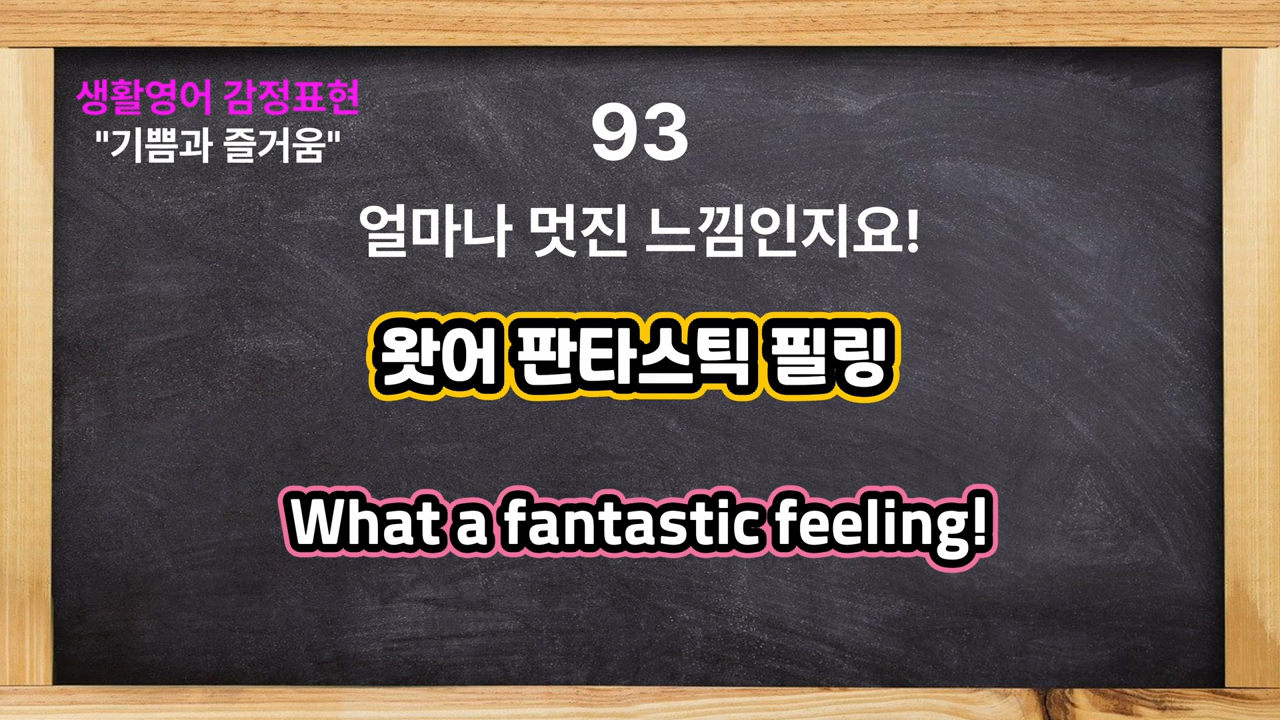 생활영어 감정표현
"기쁨과 즐거움"
93
얼마나 멋진 느낌인지요!
왓어 판타스틱 필링
What a fantastic feeling!